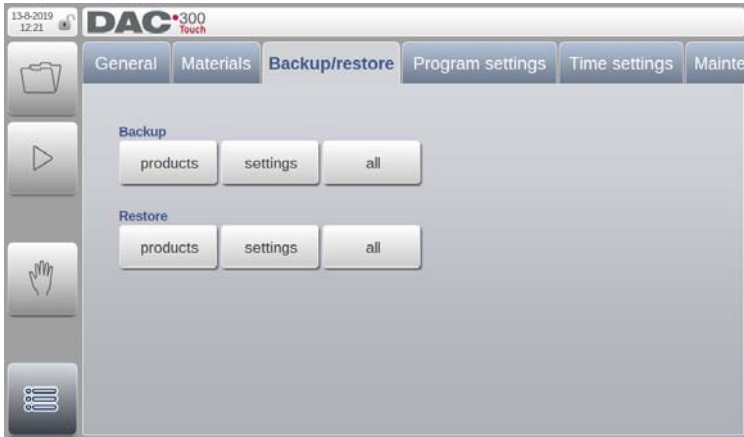 13-8-2019
12:21
DAC 300
Touch
General Materials Backup/restore Program settings Time settings Mainte
Backup
products settings all
Restore
products settings all